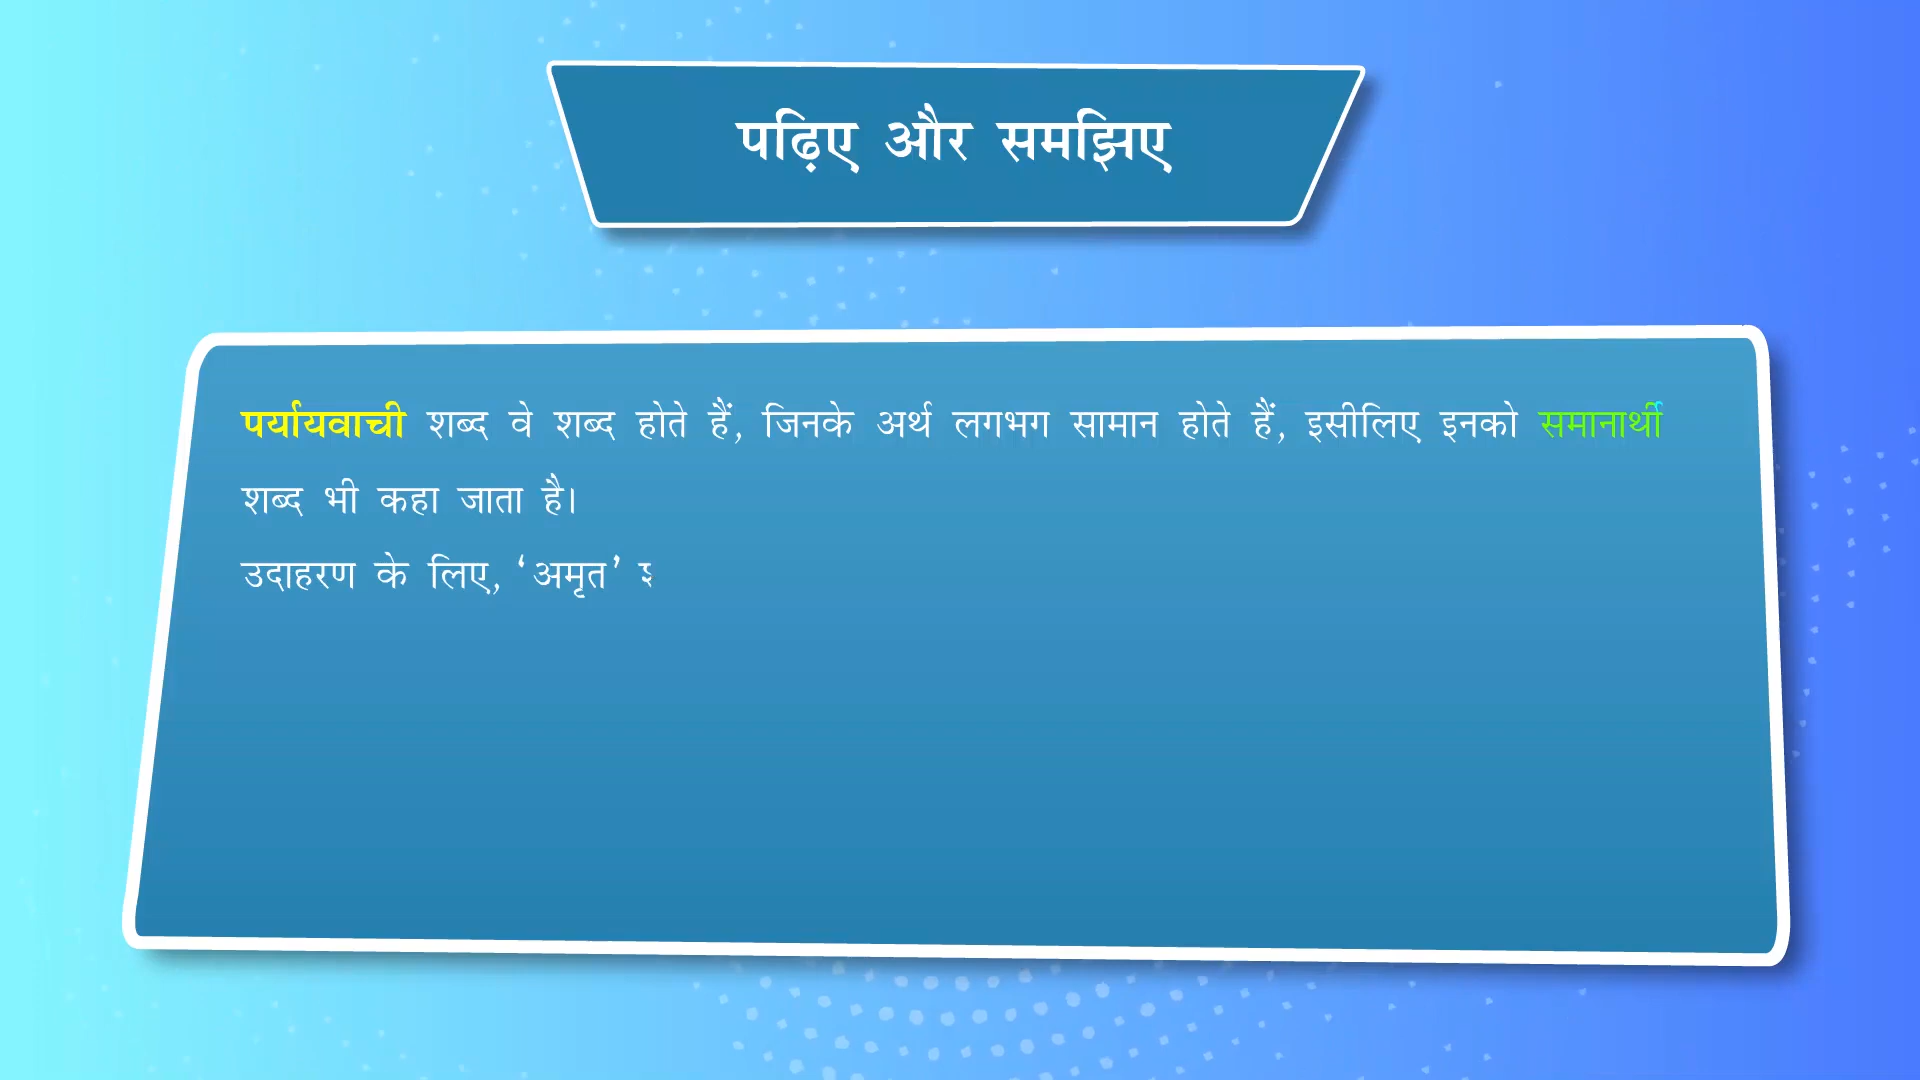 पढ़िए और समझिए
पर्यायवाची शब्द वे शब्द होते हैं, जिनके अर्थ लगभग सामान होते हैं, इसीलिए इनको समानार्थी
शब्द भी कहा जाता है।
उदाहरण के लिए, ‘अमृत’